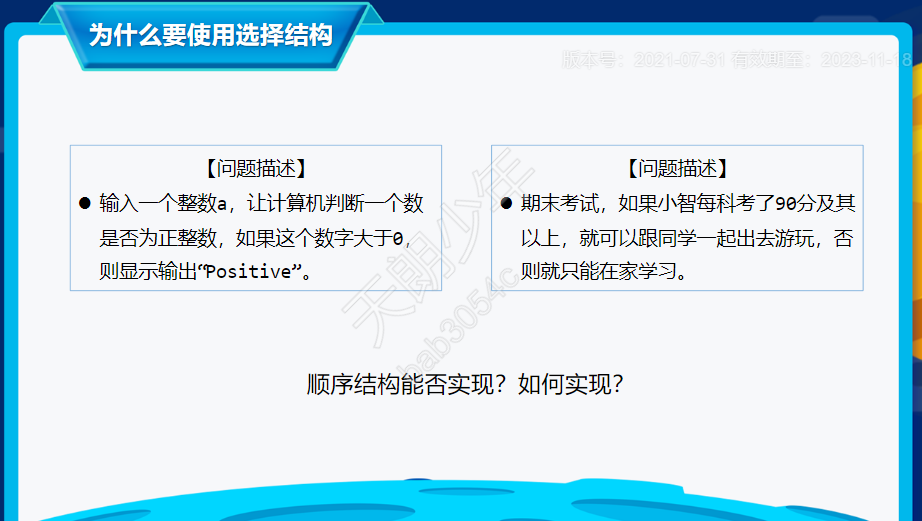 为什么要使用选择结构
版本号：2021-07-31 有效期至：2023-11-18
【问题描述】
● 输入一个整数a，让计算机判断一个数
是否为正整数，如果这个数字大于0，
则显示输出“Positive”。
【问题描述】
● 期末考试，如果小智每科考了90分及其
以上，就可以跟同学一起出去游玩，否
则就只能在家学习。
天朗少年
bab3054c
顺序结构能否实现？如何实现？